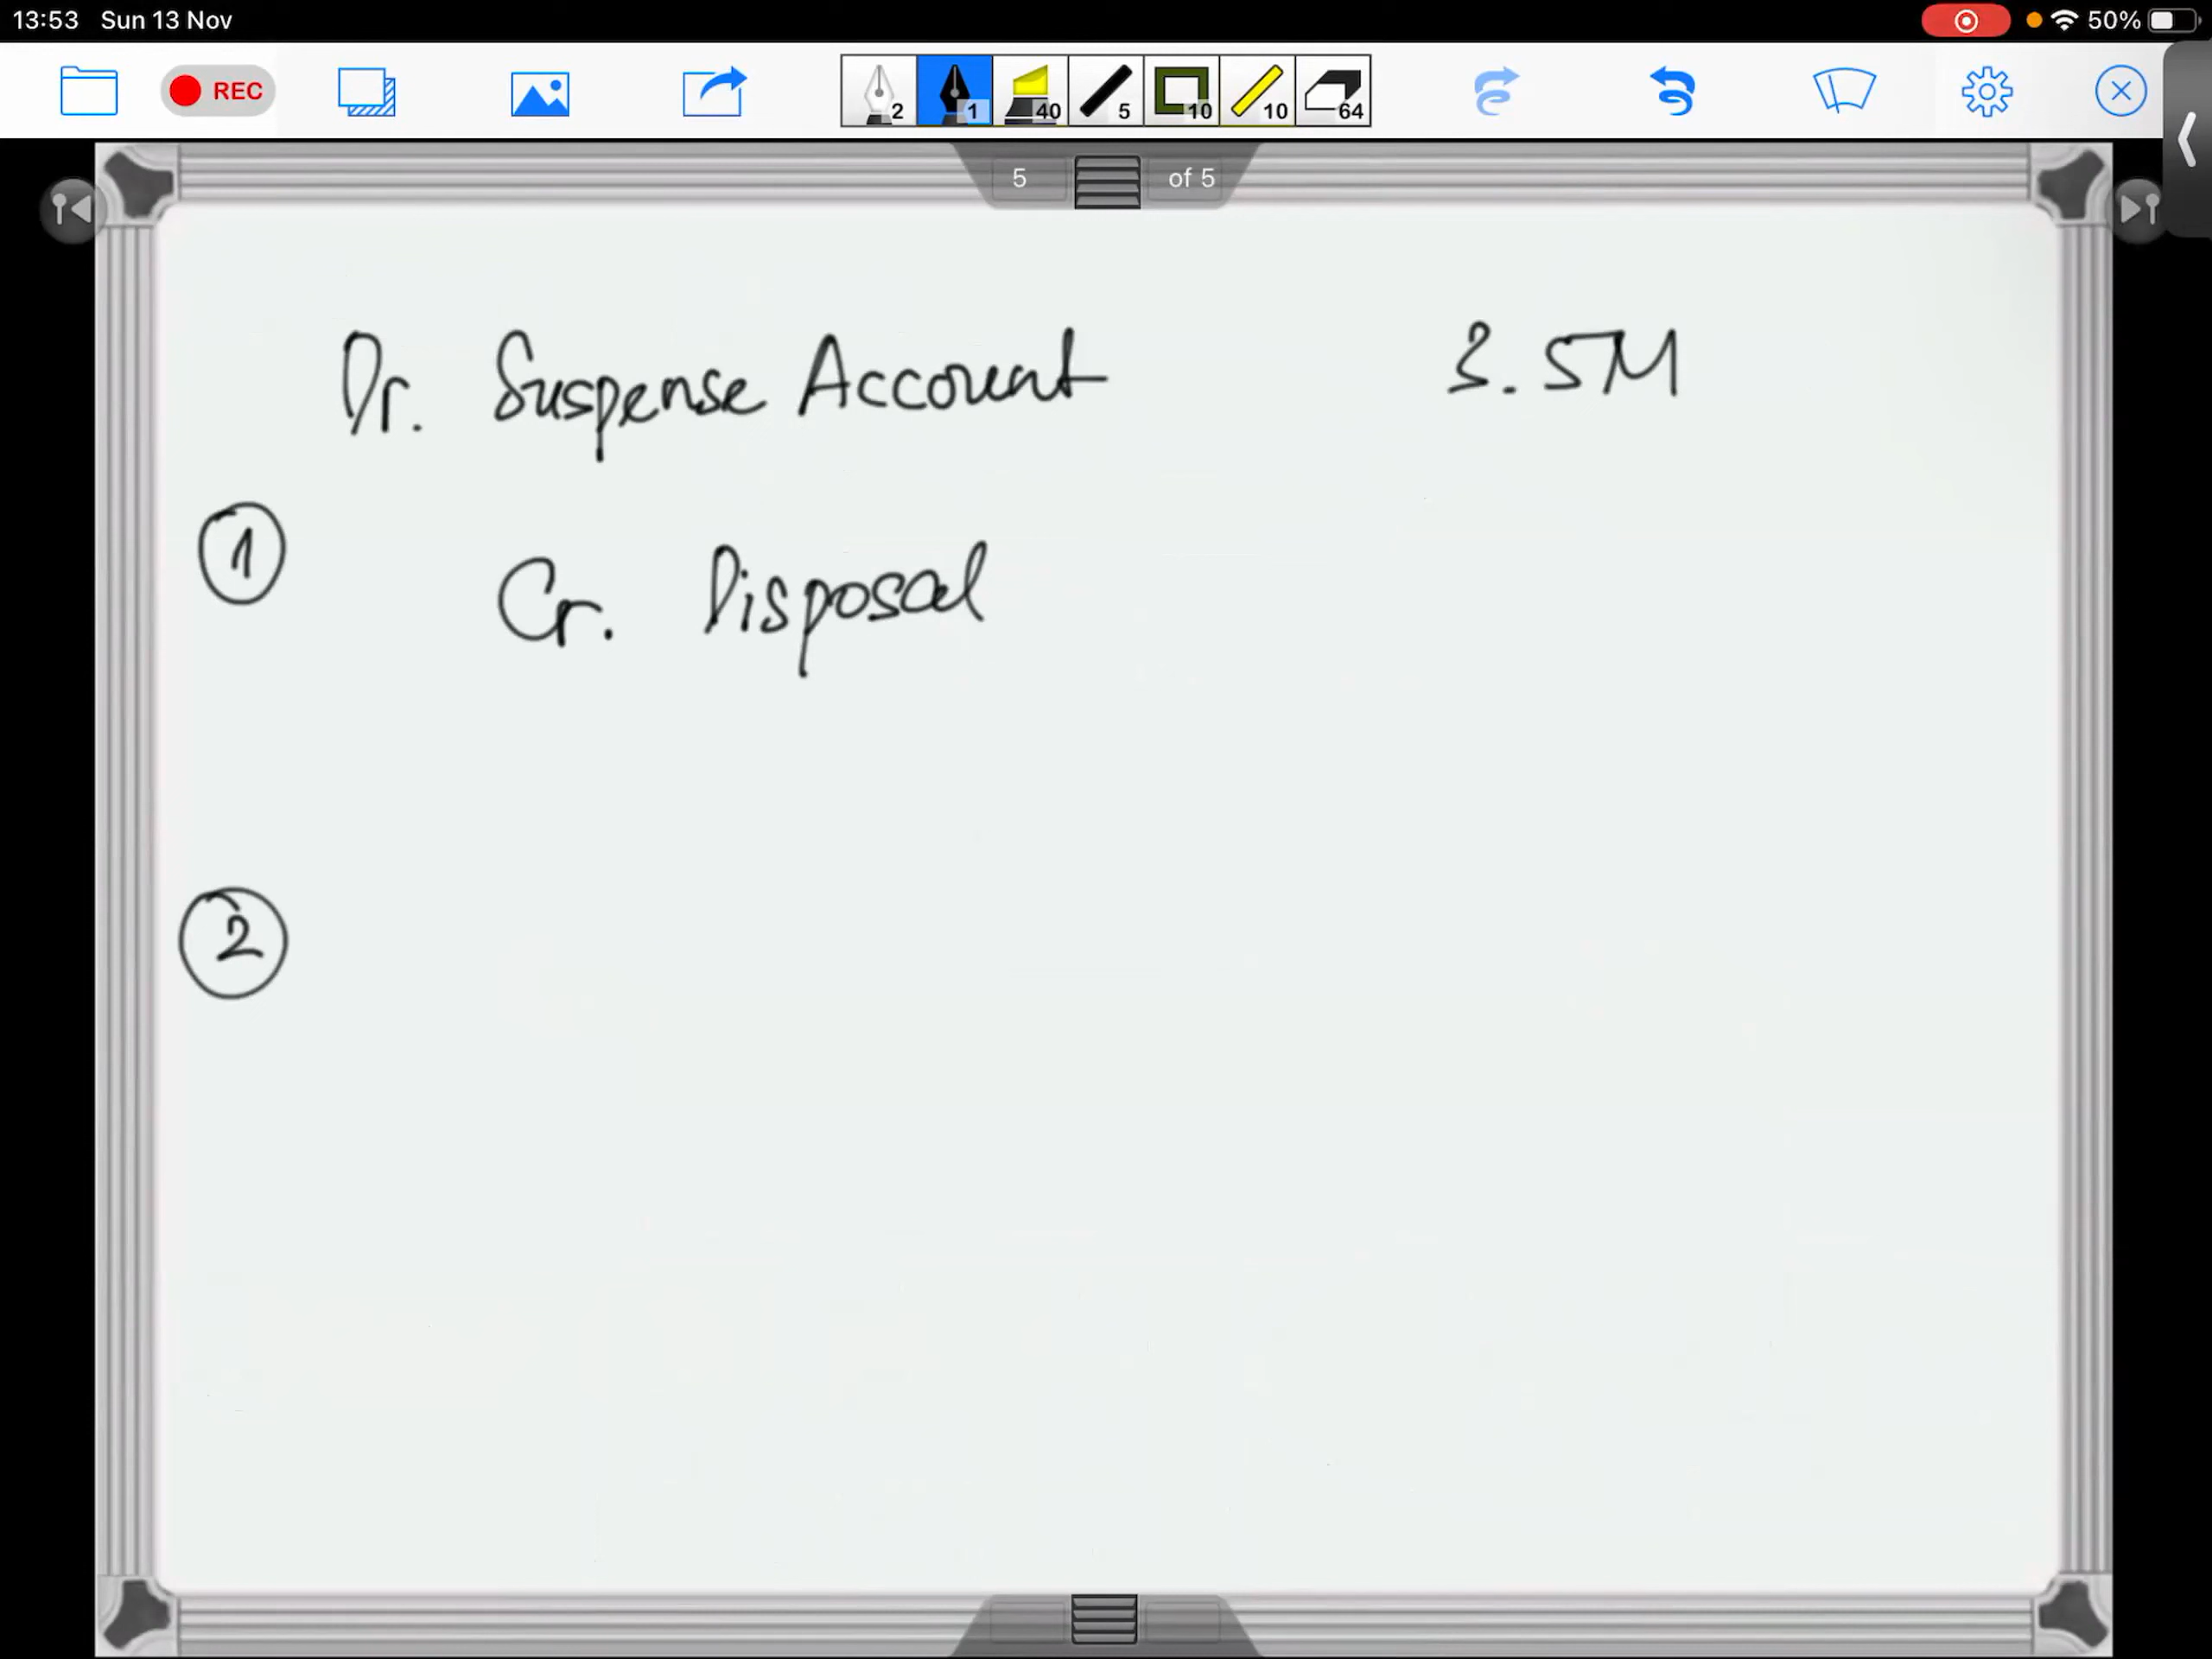 13:53 Sun 13 Nov 50%
REC 2 1 40 5 10 10 64
5 of 5
Dr. Suspense Account 3.5M
1
Cr. Disposal
2